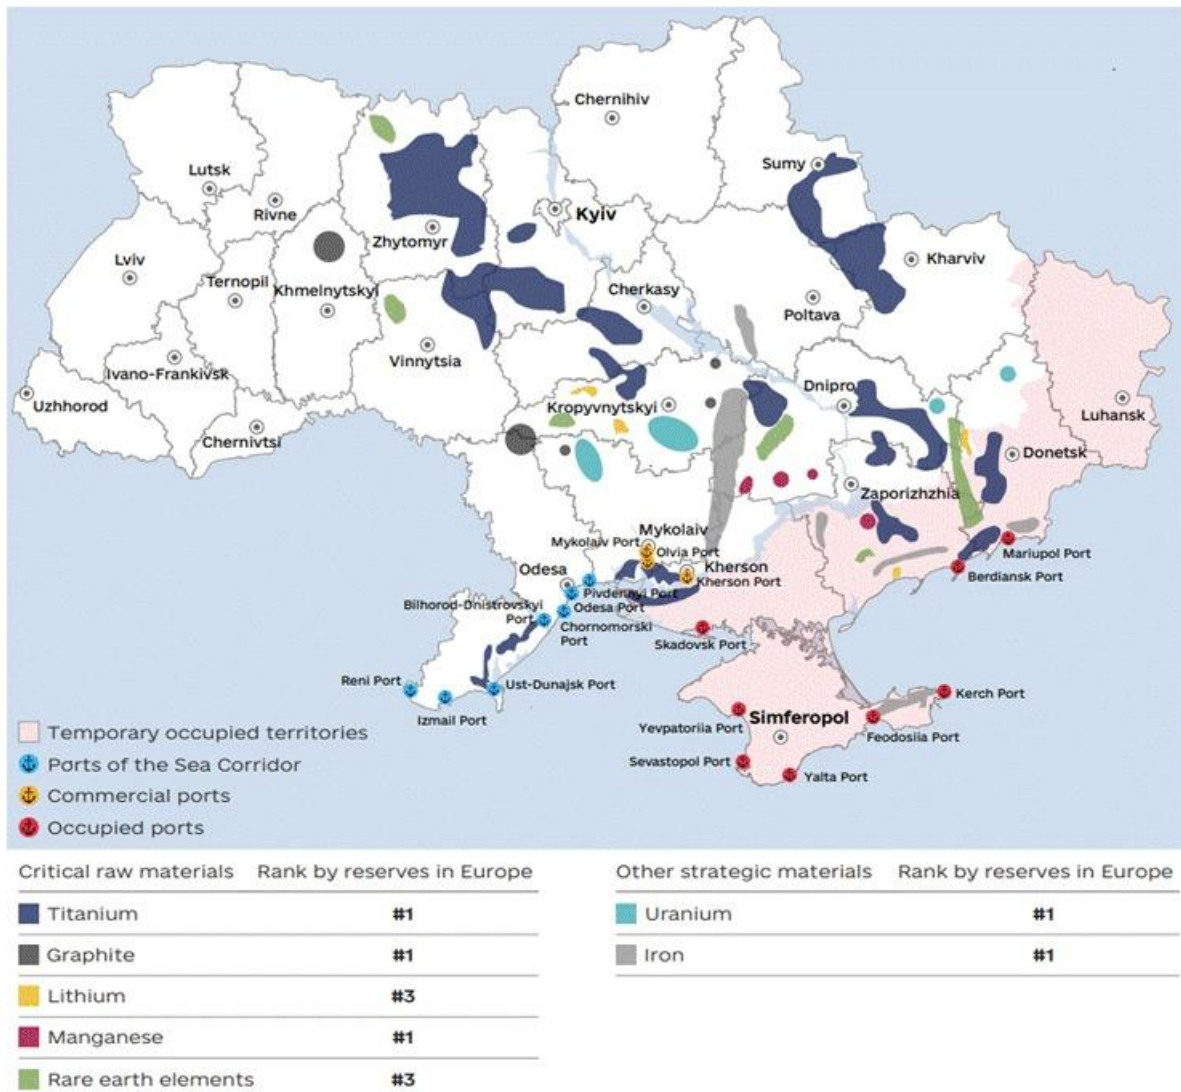 Chernihiv
Sumy
Lutsk
Rivne
Kyiv
Zhytomyr
Lviv
Kharviv
Ternopil
Khmelnytskyi
Cherkasy
Poltava
Vinnytsia
Ivano-Frankivsk
Uzhhorod
Dnipro
Kropyvnytskyi
Luhansk
Chernivtsi
Donetsk
Zaporizhzhia
Mykolaiv
Mykolaiv Port
Olvia Port
Mariupol Port
Odesa
Kherson
Kherson Port
Berdiansk Port
Pivdennyi Port
Bilhorod-Dnistrovskyi
Port
Odesa Port
Chornomorski
Port
Skadovsk Port
Reni Port
Ust-Dunajsk Port
Kerch Port
Izmail Port
Simferopol
Yevpatoriia Port
Feodosiia Port
Sevastopol Port
Yalta Port
Temporary occupied territories
Ports of the Sea Corridor
Commercial ports
Occupied ports
Critical raw materials Rank by reserves in Europe
Titanium #1
Graphite #1
Lithium #3
Manganese #1
Rare earth elements #3
Other strategic materials Rank by reserves in Europe
Uranium #1
Iron #1